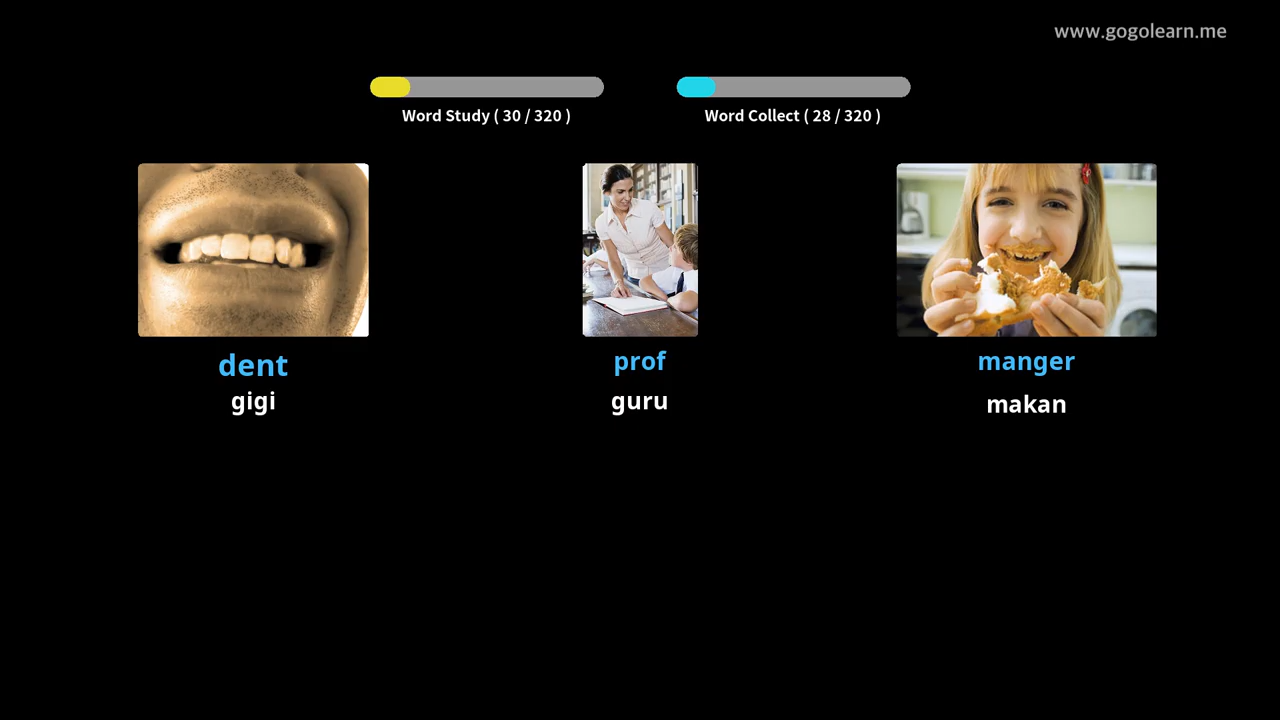 www.gogolearn.me
Word Study ( 30 / 320 )
Word Collect ( 28 / 320 )
dent
gigi
prof
guru
manger
makan